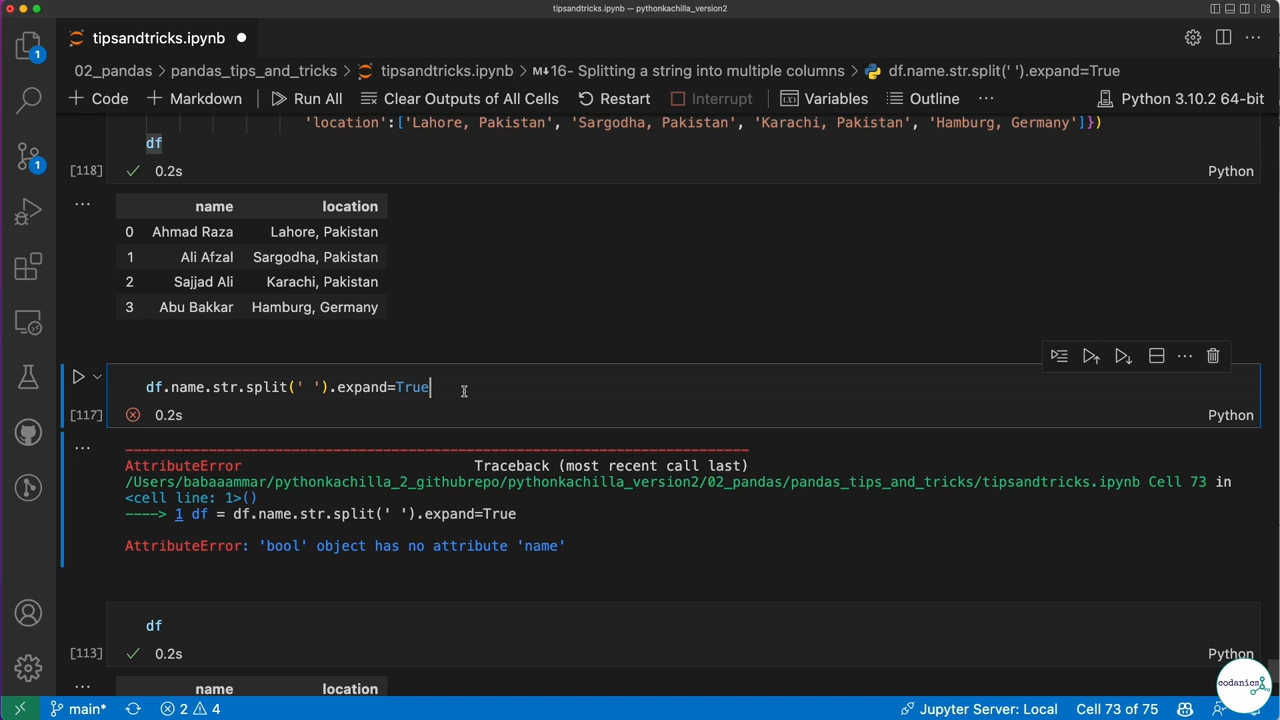 tipsandtricks.ipynb — pythonkachilla_version2
tipsandtricks.ipynb
02_pandas > pandas_tips_and_tricks > tipsandtricks.ipynb > M↓16- Splitting a string into multiple columns > df.name.str.split(' ').expand=True
Code Markdown Run All Clear Outputs of All Cells Restart Interrupt Variables Outline ··· Python 3.10.2 64-bit
'location':['Lahore, Pakistan', 'Sargodha, Pakistan', 'Karachi, Pakistan', 'Hamburg, Germany']})
df
[118] 0.2s Python
name location
0 Ahmad Raza Lahore, Pakistan
1 Ali Afzal Sargodha, Pakistan
2 Sajjad Ali Karachi, Pakistan
3 Abu Bakkar Hamburg, Germany
df.name.str.split(' ').expand=True
[117] 0.2s Python
AttributeError Traceback (most recent call last)
/Users/babaaammar/pythonkachilla_2_githubrepo/pythonkachilla_version2/02_pandas/pandas_tips_and_tricks/tipsandtricks.ipynb Cell 73 in
<cell line: 1>()
----> 1 df = df.name.str.split(' ').expand=True
AttributeError: 'bool' object has no attribute 'name'
df
[113] 0.2s Python
name location
codanics
main* 2 4 Jupyter Server: Local Cell 73 of 75
1
1